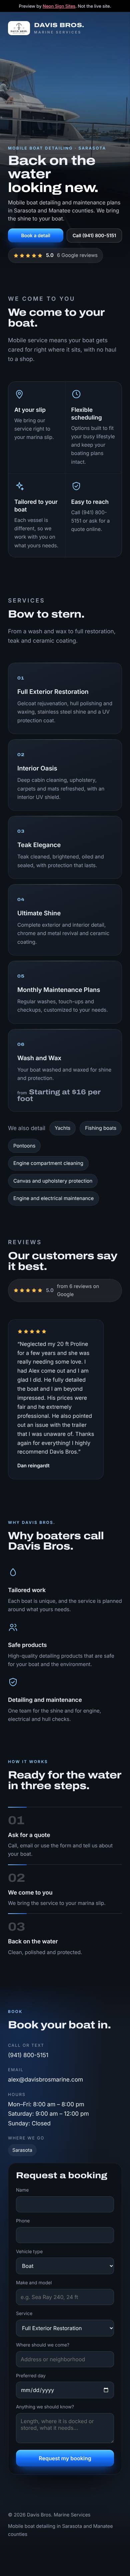 Preview by Neon Sign Sites. Not the live site.
DAVIS BROS.
MARINE SERVICES
MOBILE BOAT DETAILING · SARASOTA
Back on the
water
looking new.
Mobile boat detailing and maintenance plans
in Sarasota and Manatee counties. We bring
the shine to your boat.
Book a detail
Call (941) 800-5151
5.0 6 Google reviews
WE COME TO YOU
We come to your
boat.
Mobile service means your boat gets
cared for right where it sits, with no haul
to a shop.
At your slip
We bring our
service right to
your marina slip.
Flexible
scheduling
Options built to fit
your busy lifestyle
and keep your
boating plans
intact.
Tailored to your
boat
Each vessel is
different, so we
work with you on
what yours needs.
Easy to reach
Call (941) 800-
5151 or ask for a
quote online.
SERVICES
Bow to stern.
From a wash and wax to full restoration,
teak and ceramic coating.
01
Full Exterior Restoration
Gelcoat rejuvenation, hull polishing and
waxing, stainless steel shine and a UV
protection coat.
02
Interior Oasis
Deep cabin cleaning, upholstery,
carpets and mats refreshed, with an
interior UV shield.
03
Teak Elegance
Teak cleaned, brightened, oiled and
sealed, with protection that lasts.
04
Ultimate Shine
Complete exterior and interior detail,
chrome and metal revival and ceramic
coating.
05
Monthly Maintenance Plans
Regular washes, touch-ups and
checkups, customized to your needs.
06
Wash and Wax
Your boat washed and waxed for shine
and protection.
from Starting at $16 per
foot
We also detail
Yachts
Fishing boats
Pontoons
Engine compartment cleaning
Canvas and upholstery protection
Engine and electrical maintenance
REVIEWS
Our customers say
it best.
5.0 from 6 reviews on
Google
"Neglected my 20 ft Proline
for a few years and she was
really needing some love. I
had Alex come out and I am
glad I did. He fully detailed
the boat and I am beyond
impressed. His prices were
fair and he extremely
professional. He also pointed
out an issue with the trailer
that I was unaware of. Thanks
again for everything! I highly
recommend Davis Bros."
Dan reingardt
WHY DAVIS BROS.
Why boaters call
Davis Bros.
Tailored work
Each boat is unique, and the service is planned
around what yours needs.
Safe products
High-quality detailing products that are safe
for your boat and the environment.
Detailing and maintenance
One team for the shine and for engine,
electrical and hull checks.
HOW IT WORKS
Ready for the water
in three steps.
01
Ask for a quote
Call, email or use the form and tell us about
your boat.
02
We come to you
We bring the service to your marina slip.
03
Back on the water
Clean, polished and protected.
BOOK
Book your boat in.
CALL OR TEXT
(941) 800-5151
EMAIL
alex@davisbrosmarine.com
HOURS
Mon–Fri: 8:00 am – 8:00 pm
Saturday: 9:00 am – 12:00 pm
Sunday: Closed
WHERE WE GO
Sarasota
Request a booking
Name
Phone
Vehicle type
Boat
Make and model
e.g. Sea Ray 240, 24 ft
Service
Full Exterior Restoration
Where should we come?
Address or neighborhood
Preferred day
mm/dd/yyyy
Anything we should know?
Length, where it is docked or
stored, what it needs...
Request my booking
© 2026 Davis Bros. Marine Services
Mobile boat detailing in Sarasota and Manatee
counties